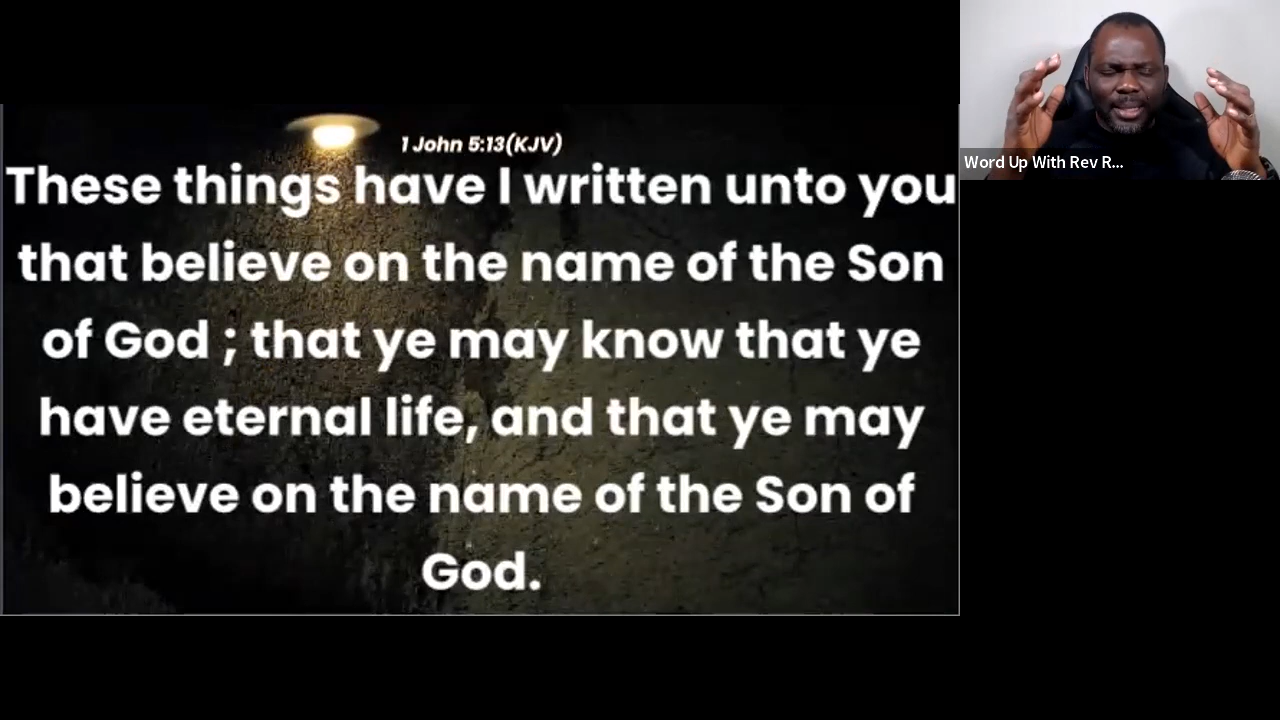 1 John 5:13(KJV)
These things have I written unto you
that believe on the name of the Son
of God ; that ye may know that ye
have eternal life, and that ye may
believe on the name of the Son of
God.
Word Up With Rev R...